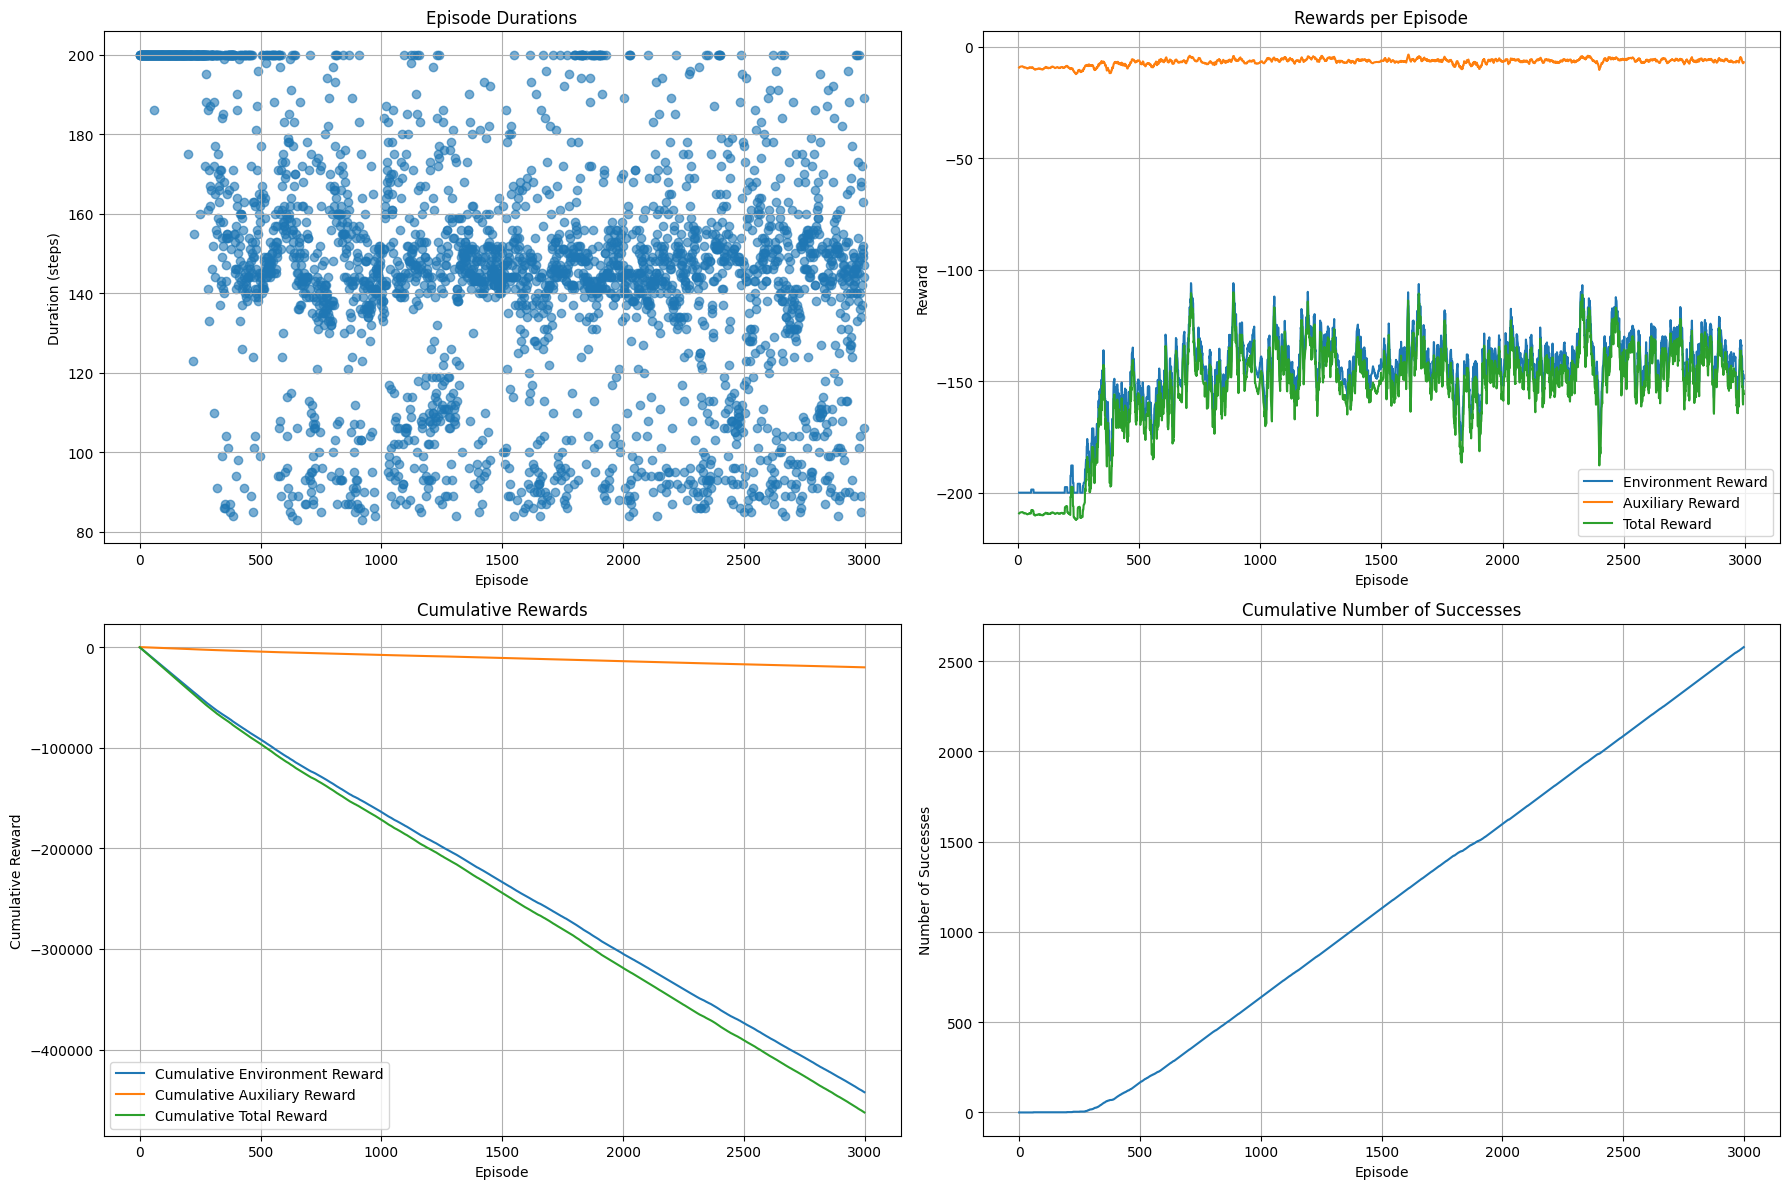 Episode Durations
200
180
160
140
120
100
80
Duration (steps)
0
500
1000
1500
2000
2500
3000
Episode
Rewards per Episode
0
−50
−100
−150
−200
Reward
Environment Reward
Auxiliary Reward
Total Reward
0
500
1000
1500
2000
2500
3000
Episode
Cumulative Rewards
0
−100000
−200000
−300000
−400000
Cumulative Reward
Cumulative Environment Reward
Cumulative Auxiliary Reward
Cumulative Total Reward
0
500
1000
1500
2000
2500
3000
Episode
Cumulative Number of Successes
2500
2000
1500
1000
500
0
Number of Successes
0
500
1000
1500
2000
2500
3000
Episode